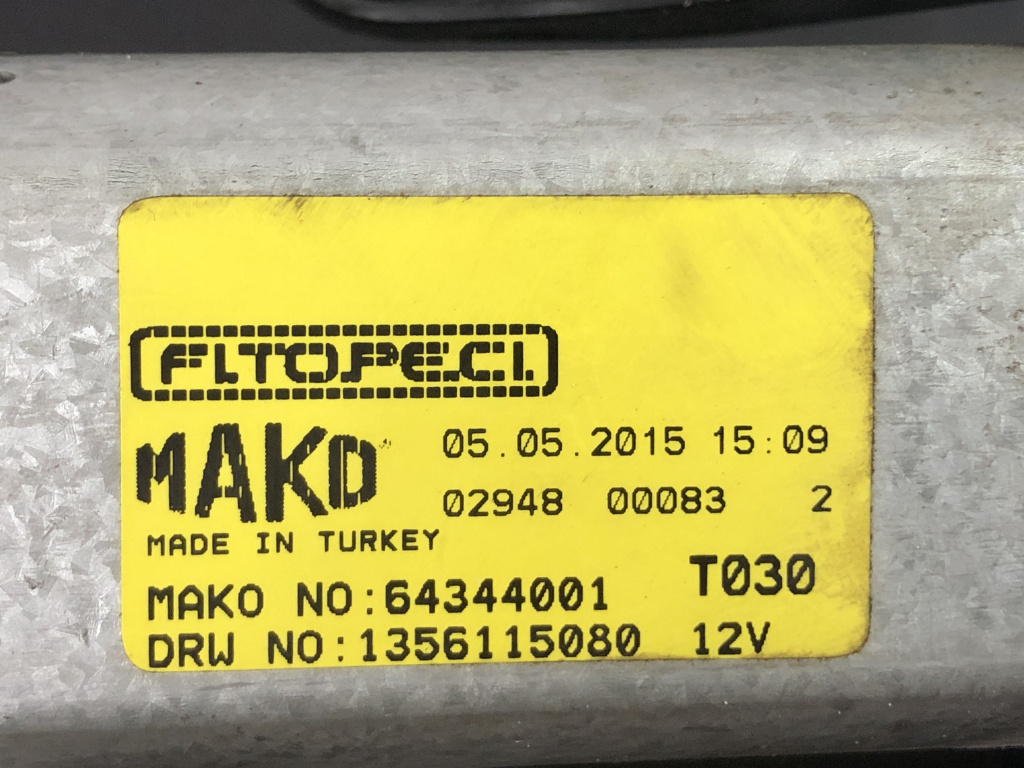 FLTOPECI
MAKO
05.05.2015 15:09
02948 00083 2
MADE IN TURKEY
T030
MAKO NO:64344001
DRW NO:1356115080 12V